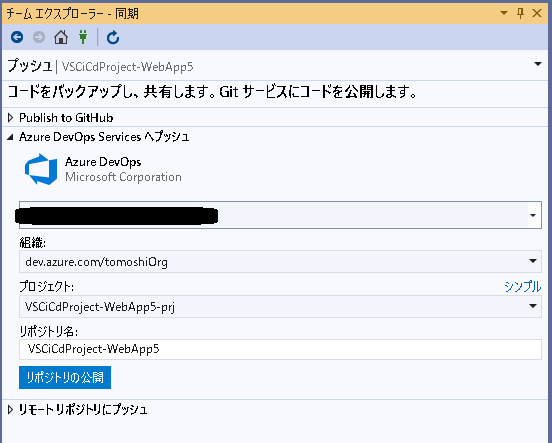 チーム エクスプローラー - 同期
プッシュ | VSCiCdProject-WebApp5
コードをバックアップし、共有します。Git サービスにコードを公開します。
Publish to GitHub
Azure DevOps Services へプッシュ
Azure DevOps
Microsoft Corporation
組織:
dev.azure.com/tomoshiOrg
プロジェクト: シンプル
VSCiCdProject-WebApp5-prj
リポジトリ名:
VSCiCdProject-WebApp5
リポジトリの公開
リモート リポジトリにプッシュ